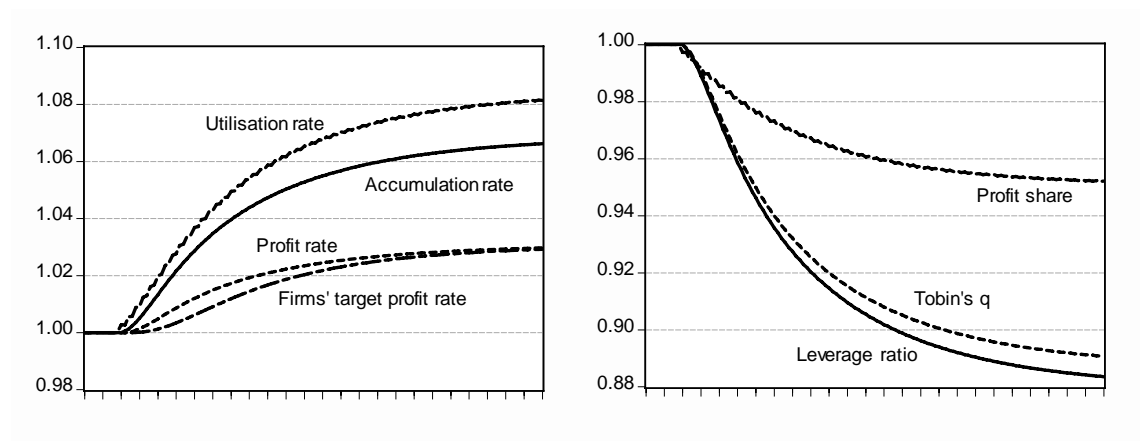 1.10
1.08
1.06
1.04
1.02
1.00
0.98
Utilisation rate
Accumulation rate
Profit rate
Firms' target profit rate
1.00
0.98
0.96
0.94
0.92
0.90
0.88
Profit share
Tobin's q
Leverage ratio